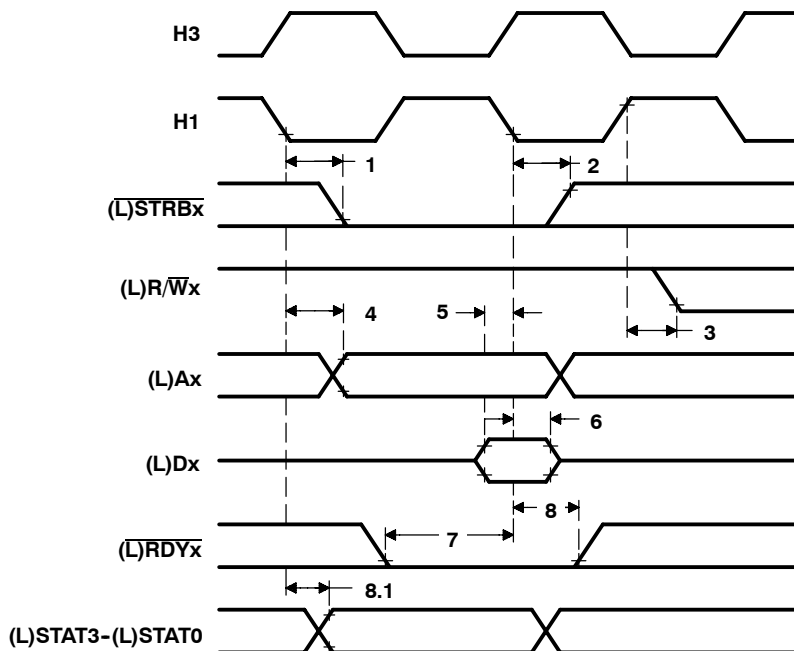 H3
H1
1
2
(L)STRBx
(L)R/Wx
4
5
3
(L)Ax
6
(L)Dx
8
7
(L)RDYx
8.1
(L)STAT3-(L)STAT0